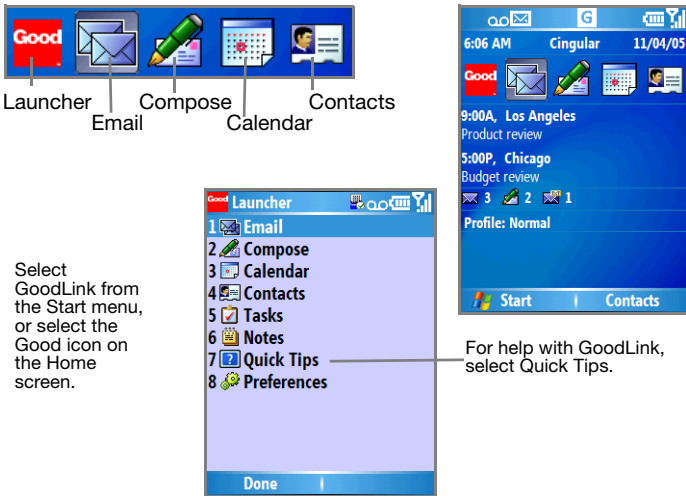 Good
Launcher Compose Contacts
Email Calendar
G
6:06 AM Cingular 11/04/05
Good
9:00A, Los Angeles
Product review
5:00P, Chicago
Budget review
3 2 1
Profile: Normal
Start Contacts
Good Launcher
1 Email
2 Compose
3 Calendar
4 Contacts
5 Tasks
6 Notes
7 ? Quick Tips
8 Preferences
Done
Select
GoodLink from
the Start menu,
or select the
Good icon on
the Home
screen.
For help with GoodLink,
select Quick Tips.